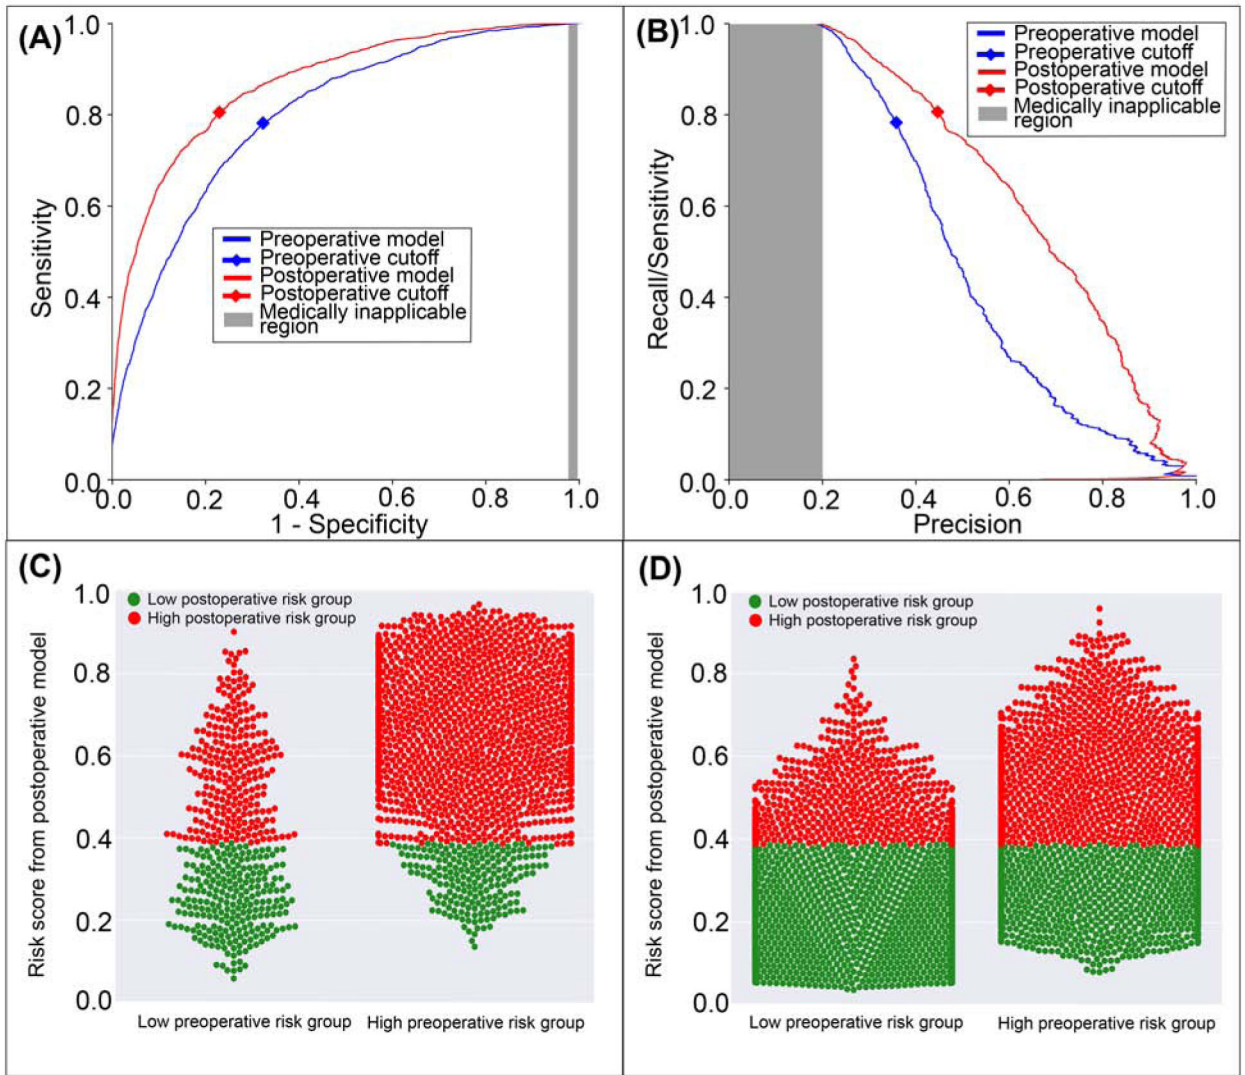 (A)
1.0
0.8
0.6
0.4
0.2
0.0
Sensitivity
Preoperative model
Preoperative cutoff
Postoperative model
Postoperative cutoff
Medically inapplicable
region
0.0
0.2
0.4
0.6
0.8
1.0
1 - Specificity
(B)
1.0
0.8
0.6
0.4
0.2
0.0
Recall/Sensitivity
Preoperative model
Preoperative cutoff
Postoperative model
Postoperative cutoff
Medically inapplicable
region
0.0
0.2
0.4
0.6
0.8
1.0
Precision
(C)
1.0
0.8
0.6
0.4
0.2
0.0
Risk score from postoperative model
Low postoperative risk group
High postoperative risk group
Low preoperative risk group
High preoperative risk group
(D)
1.0
0.8
0.6
0.4
0.2
0.0
Risk score from postoperative model
Low postoperative risk group
High postoperative risk group
Low preoperative risk group
High preoperative risk group